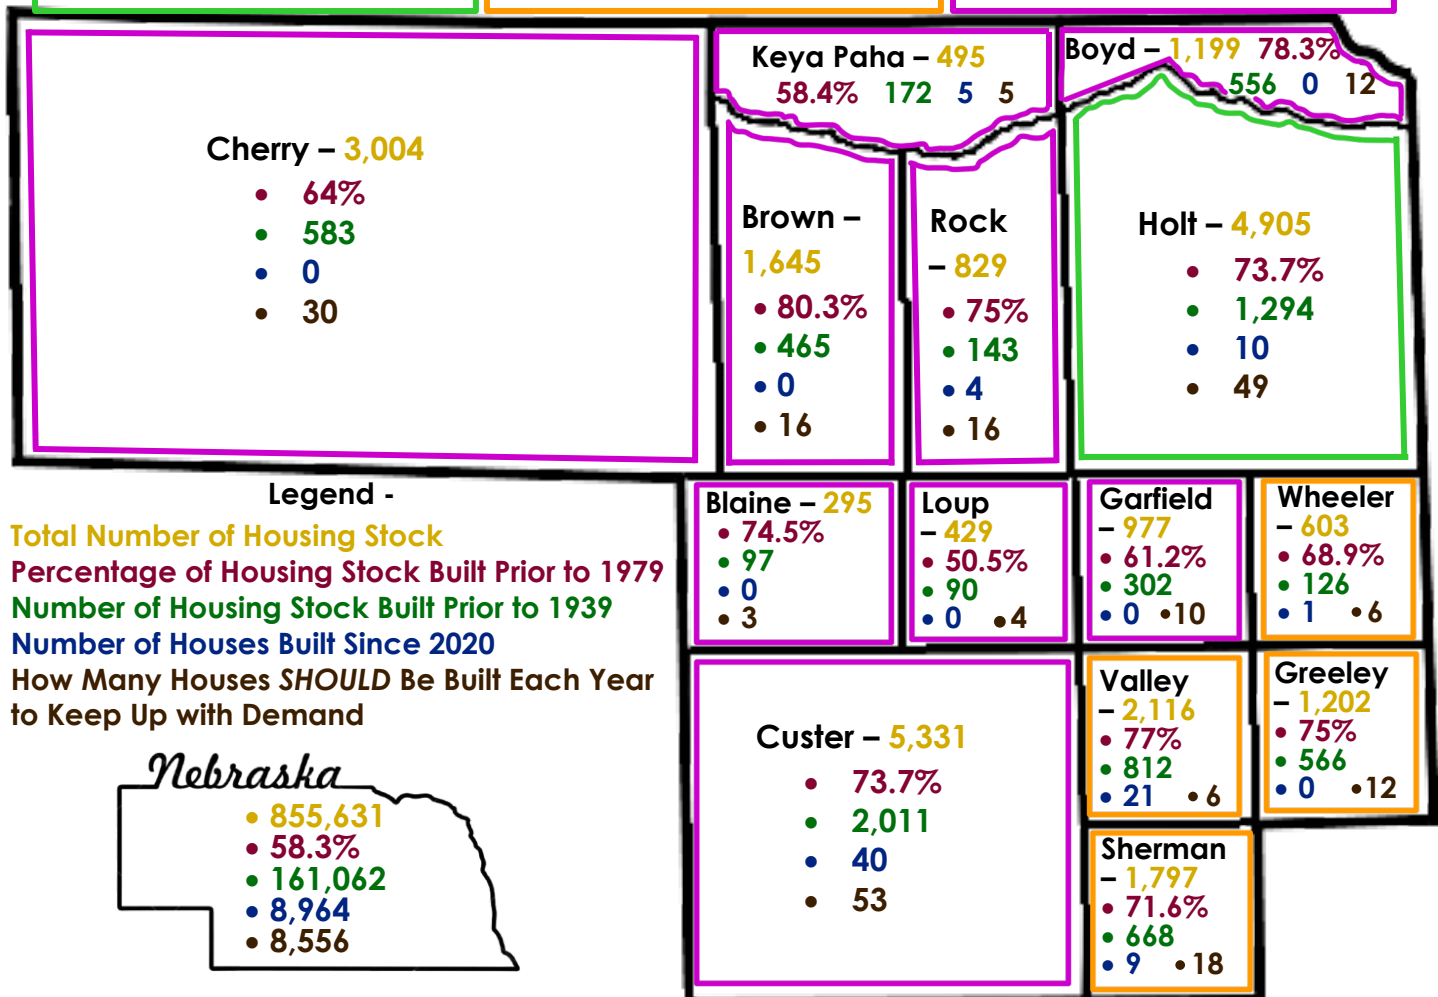 Keya Paha – 495
58.4% 172 5 5
Boyd – 1,199 78.3%
556 0 12
Cherry – 3,004
• 64%
• 583
• 0
• 30
Brown –
1,645
• 80.3%
• 465
• 0
• 16
Rock
– 829
• 75%
• 143
• 4
• 16
Holt – 4,905
• 73.7%
• 1,294
• 10
• 49
Legend -
Total Number of Housing Stock
Percentage of Housing Stock Built Prior to 1979
Number of Housing Stock Built Prior to 1939
Number of Houses Built Since 2020
How Many Houses SHOULD Be Built Each Year
to Keep Up with Demand
Blaine – 295
• 74.5%
• 97
• 0
• 3
Loup
– 429
• 50.5%
• 90
• 0 • 4
Garfield
– 977
• 61.2%
• 302
• 0 • 10
Wheeler
– 603
• 68.9%
• 126
• 1 • 6
Custer – 5,331
• 73.7%
• 2,011
• 40
• 53
Valley
– 2,116
• 77%
• 812
• 21 • 6
Greeley
– 1,202
• 75%
• 566
• 0 • 12
Sherman
– 1,797
• 71.6%
• 668
• 9 • 18
Nebraska
• 855,631
• 58.3%
• 161,062
• 8,964
• 8,556